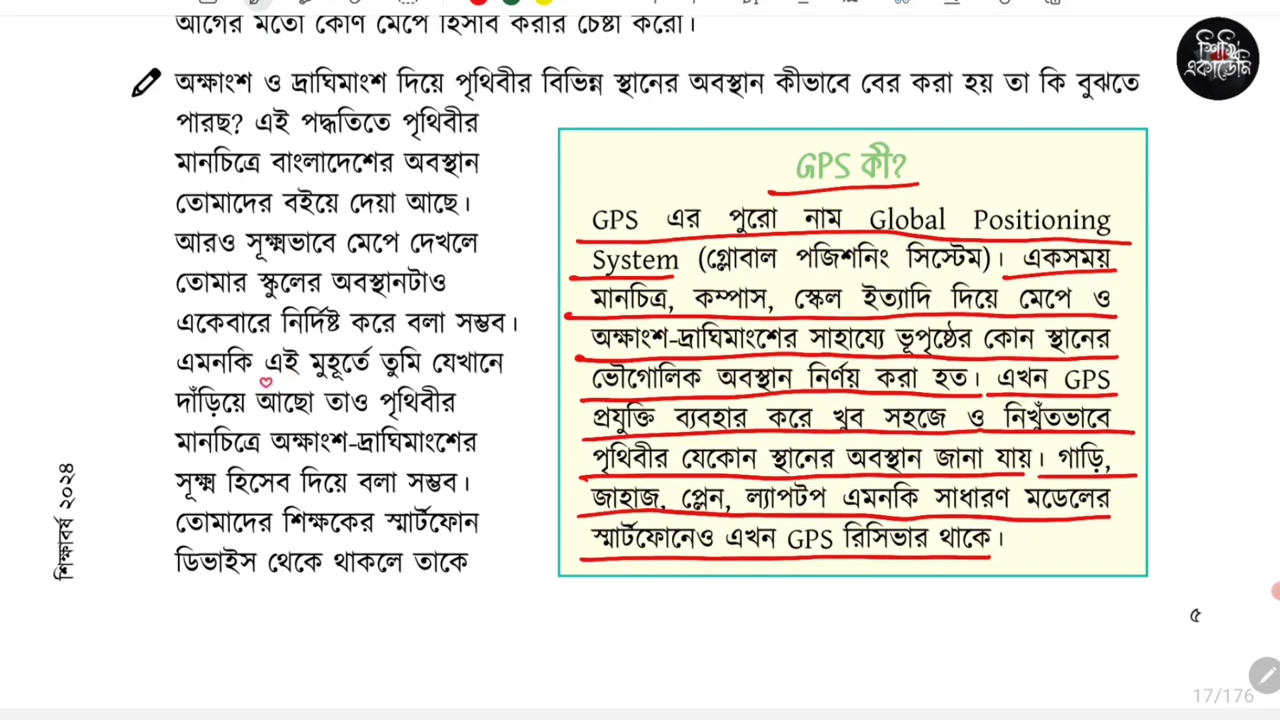 আগের মতো কোণ মেপে হিসাব করার চেষ্টা করো।
শিখি
একাডেমি
অক্ষাংশ ও দ্রাঘিমাংশ দিয়ে পৃথিবীর বিভিন্ন স্থানের অবস্থান কীভাবে বের করা হয় তা কি বুঝতে
পারছ? এই পদ্ধতিতে পৃথিবীর
মানচিত্রে বাংলাদেশের অবস্থান
তোমাদের বইয়ে দেয়া আছে।
আরও সূক্ষ্মভাবে মেপে দেখলে
তোমার স্কুলের অবস্থানটাও
একেবারে নির্দিষ্ট করে বলা সম্ভব।
এমনকি এই মুহূর্তে তুমি যেখানে
দাঁড়িয়ে আছো তাও পৃথিবীর
মানচিত্রে অক্ষাংশ-দ্রাঘিমাংশের
সূক্ষ্ম হিসেব দিয়ে বলা সম্ভব।
তোমাদের শিক্ষকের স্মার্টফোন
ডিভাইস থেকে থাকলে তাকে
GPS কী?
GPS এর পুরো নাম Global Positioning
System (গ্লোবাল পজিশনিং সিস্টেম)। একসময়
মানচিত্র, কম্পাস, স্কেল ইত্যাদি দিয়ে মেপে ও
অক্ষাংশ-দ্রাঘিমাংশের সাহায্যে ভূপৃষ্ঠের কোন স্থানের
ভৌগোলিক অবস্থান নির্ণয় করা হত। এখন GPS
প্রযুক্তি ব্যবহার করে খুব সহজে ও নিখুঁতভাবে
পৃথিবীর যেকোন স্থানের অবস্থান জানা যায়। গাড়ি,
জাহাজ, প্লেন, ল্যাপটপ এমনকি সাধারণ মডেলের
স্মার্টফোনেও এখন GPS রিসিভার থাকে।
শিক্ষাবর্ষ ২০২৪
৫
17/176